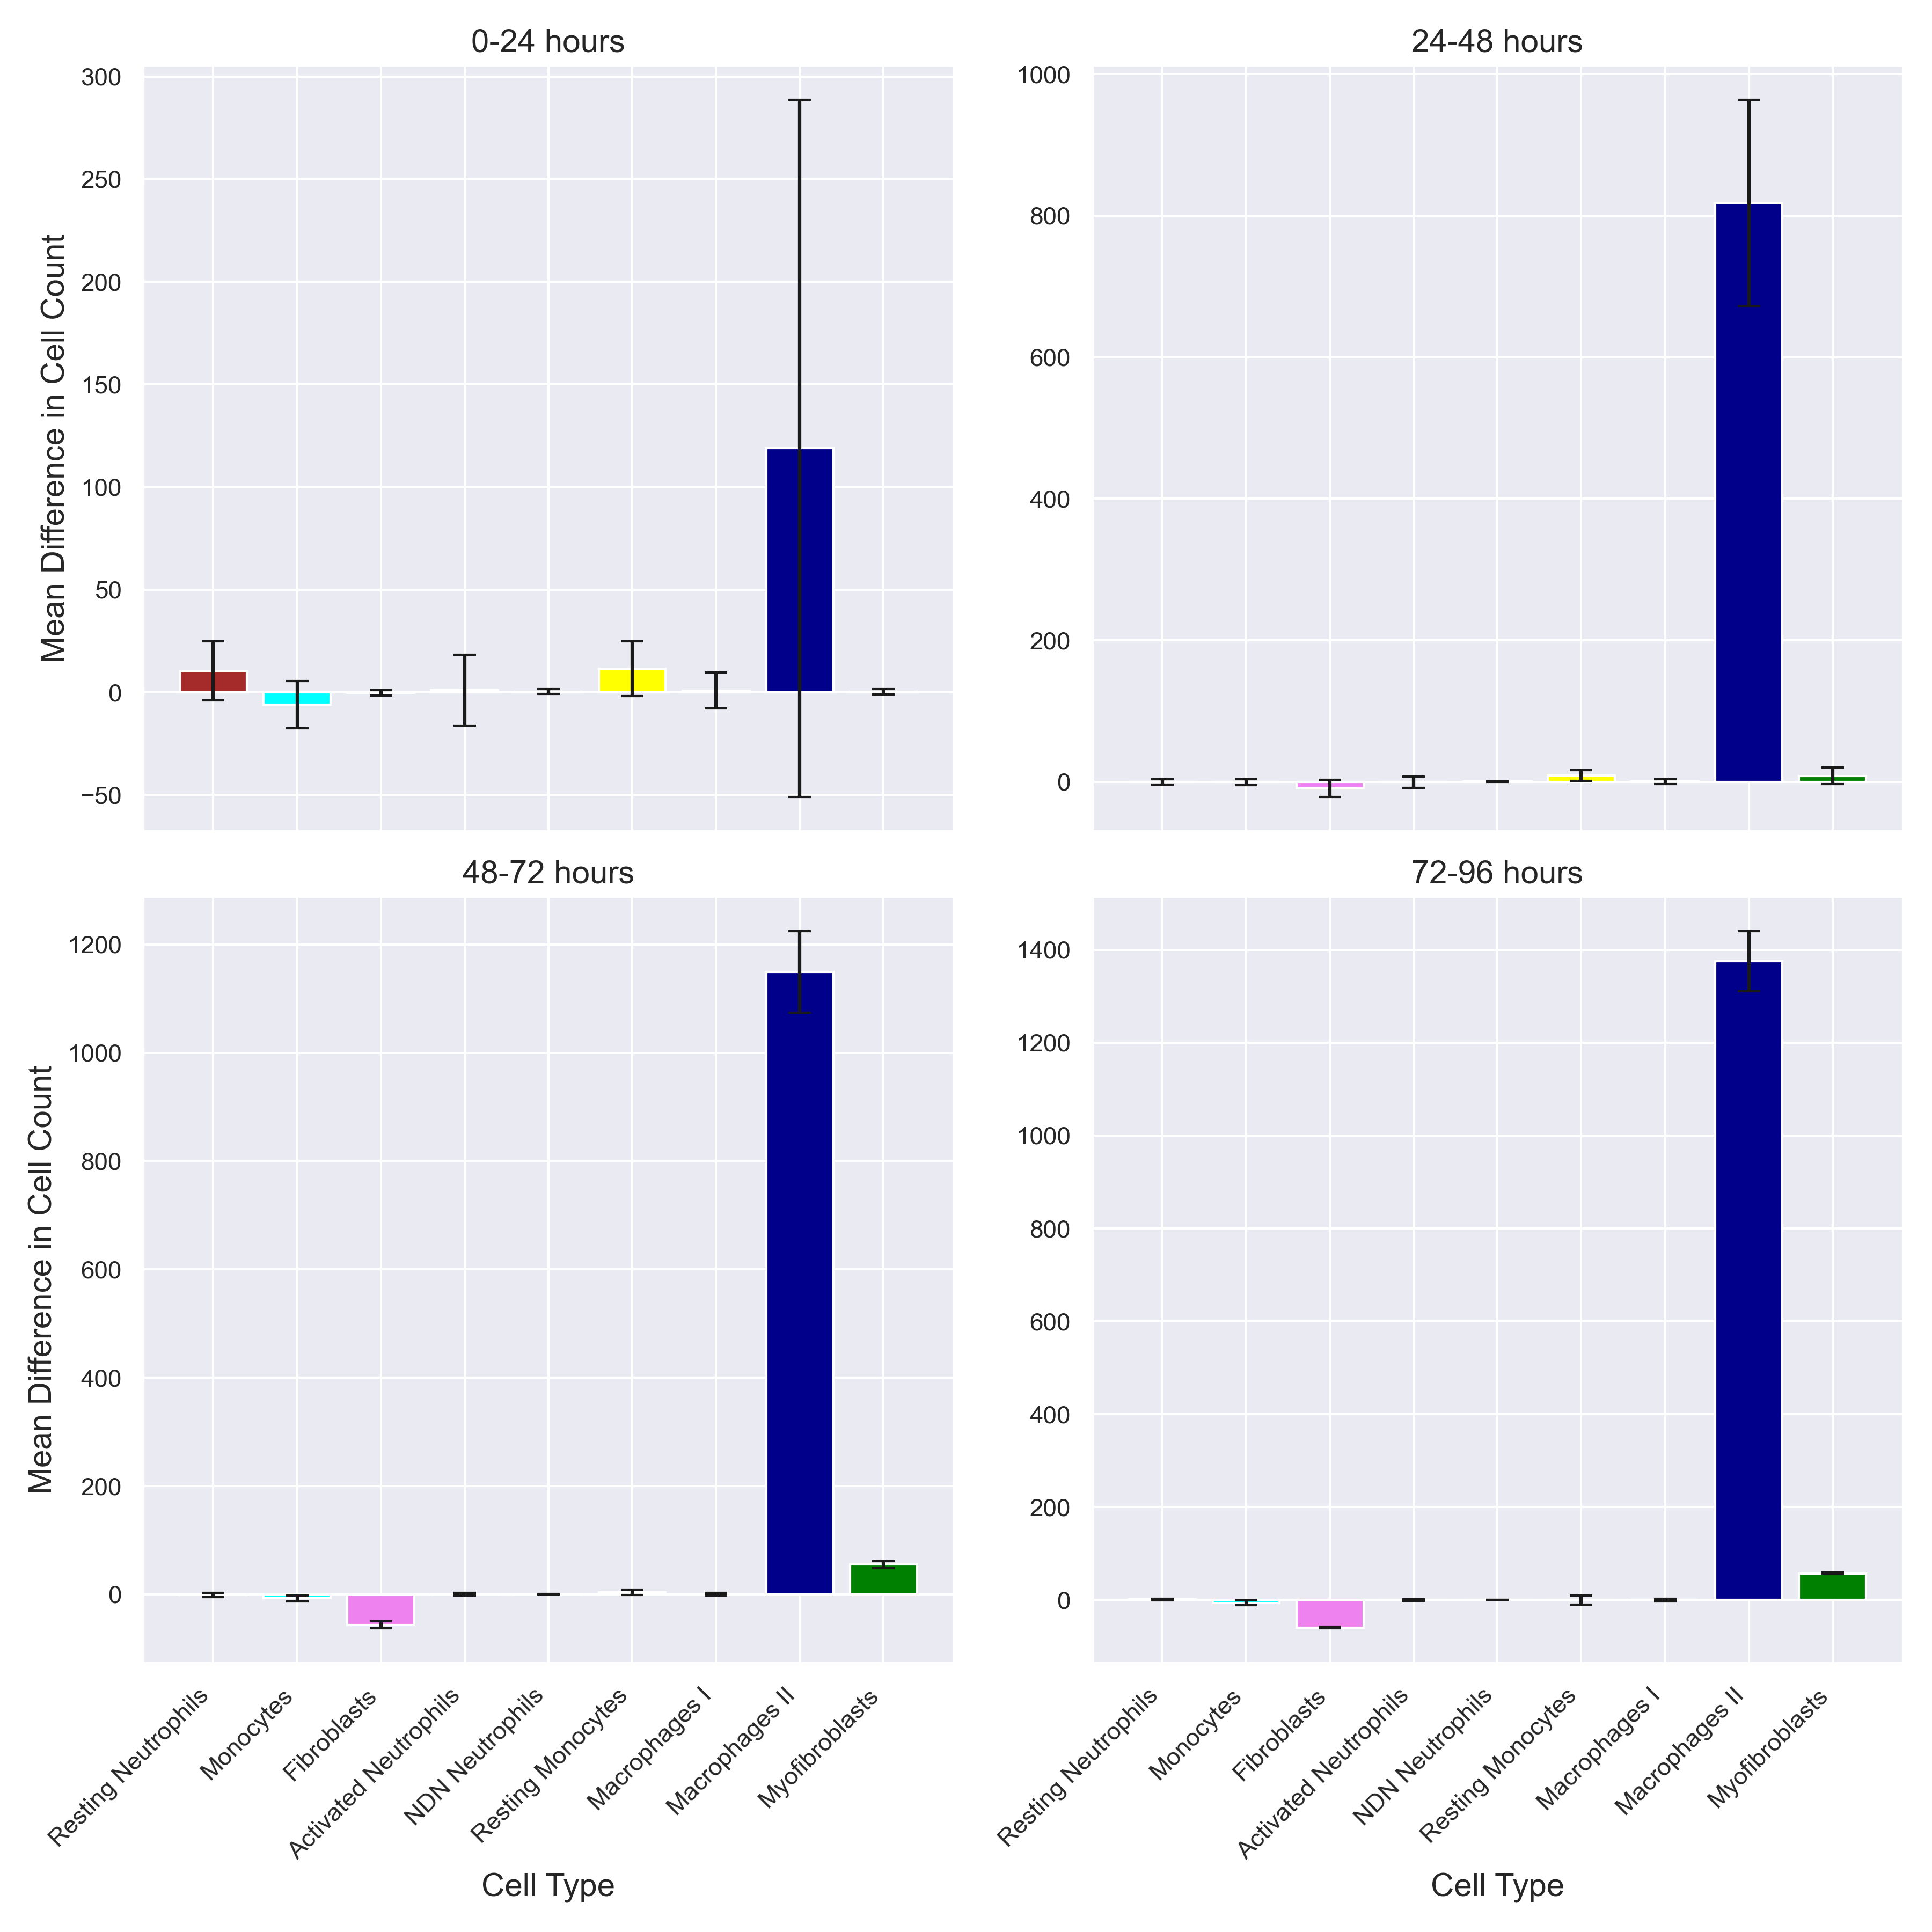 0-24 hours
24-48 hours
300
250
200
150
100
50
0
−50
Mean Difference in Cell Count
1000
800
600
400
200
0
48-72 hours
72-96 hours
1200
1000
800
600
400
200
0
Mean Difference in Cell Count
1400
1200
1000
800
600
400
200
0
Resting Neutrophils
Monocytes
Fibroblasts
Activated Neutrophils
NDN Neutrophils
Resting Monocytes
Macrophages I
Macrophages II
Myofibroblasts
Cell Type
Resting Neutrophils
Monocytes
Fibroblasts
Activated Neutrophils
NDN Neutrophils
Resting Monocytes
Macrophages I
Macrophages II
Myofibroblasts
Cell Type